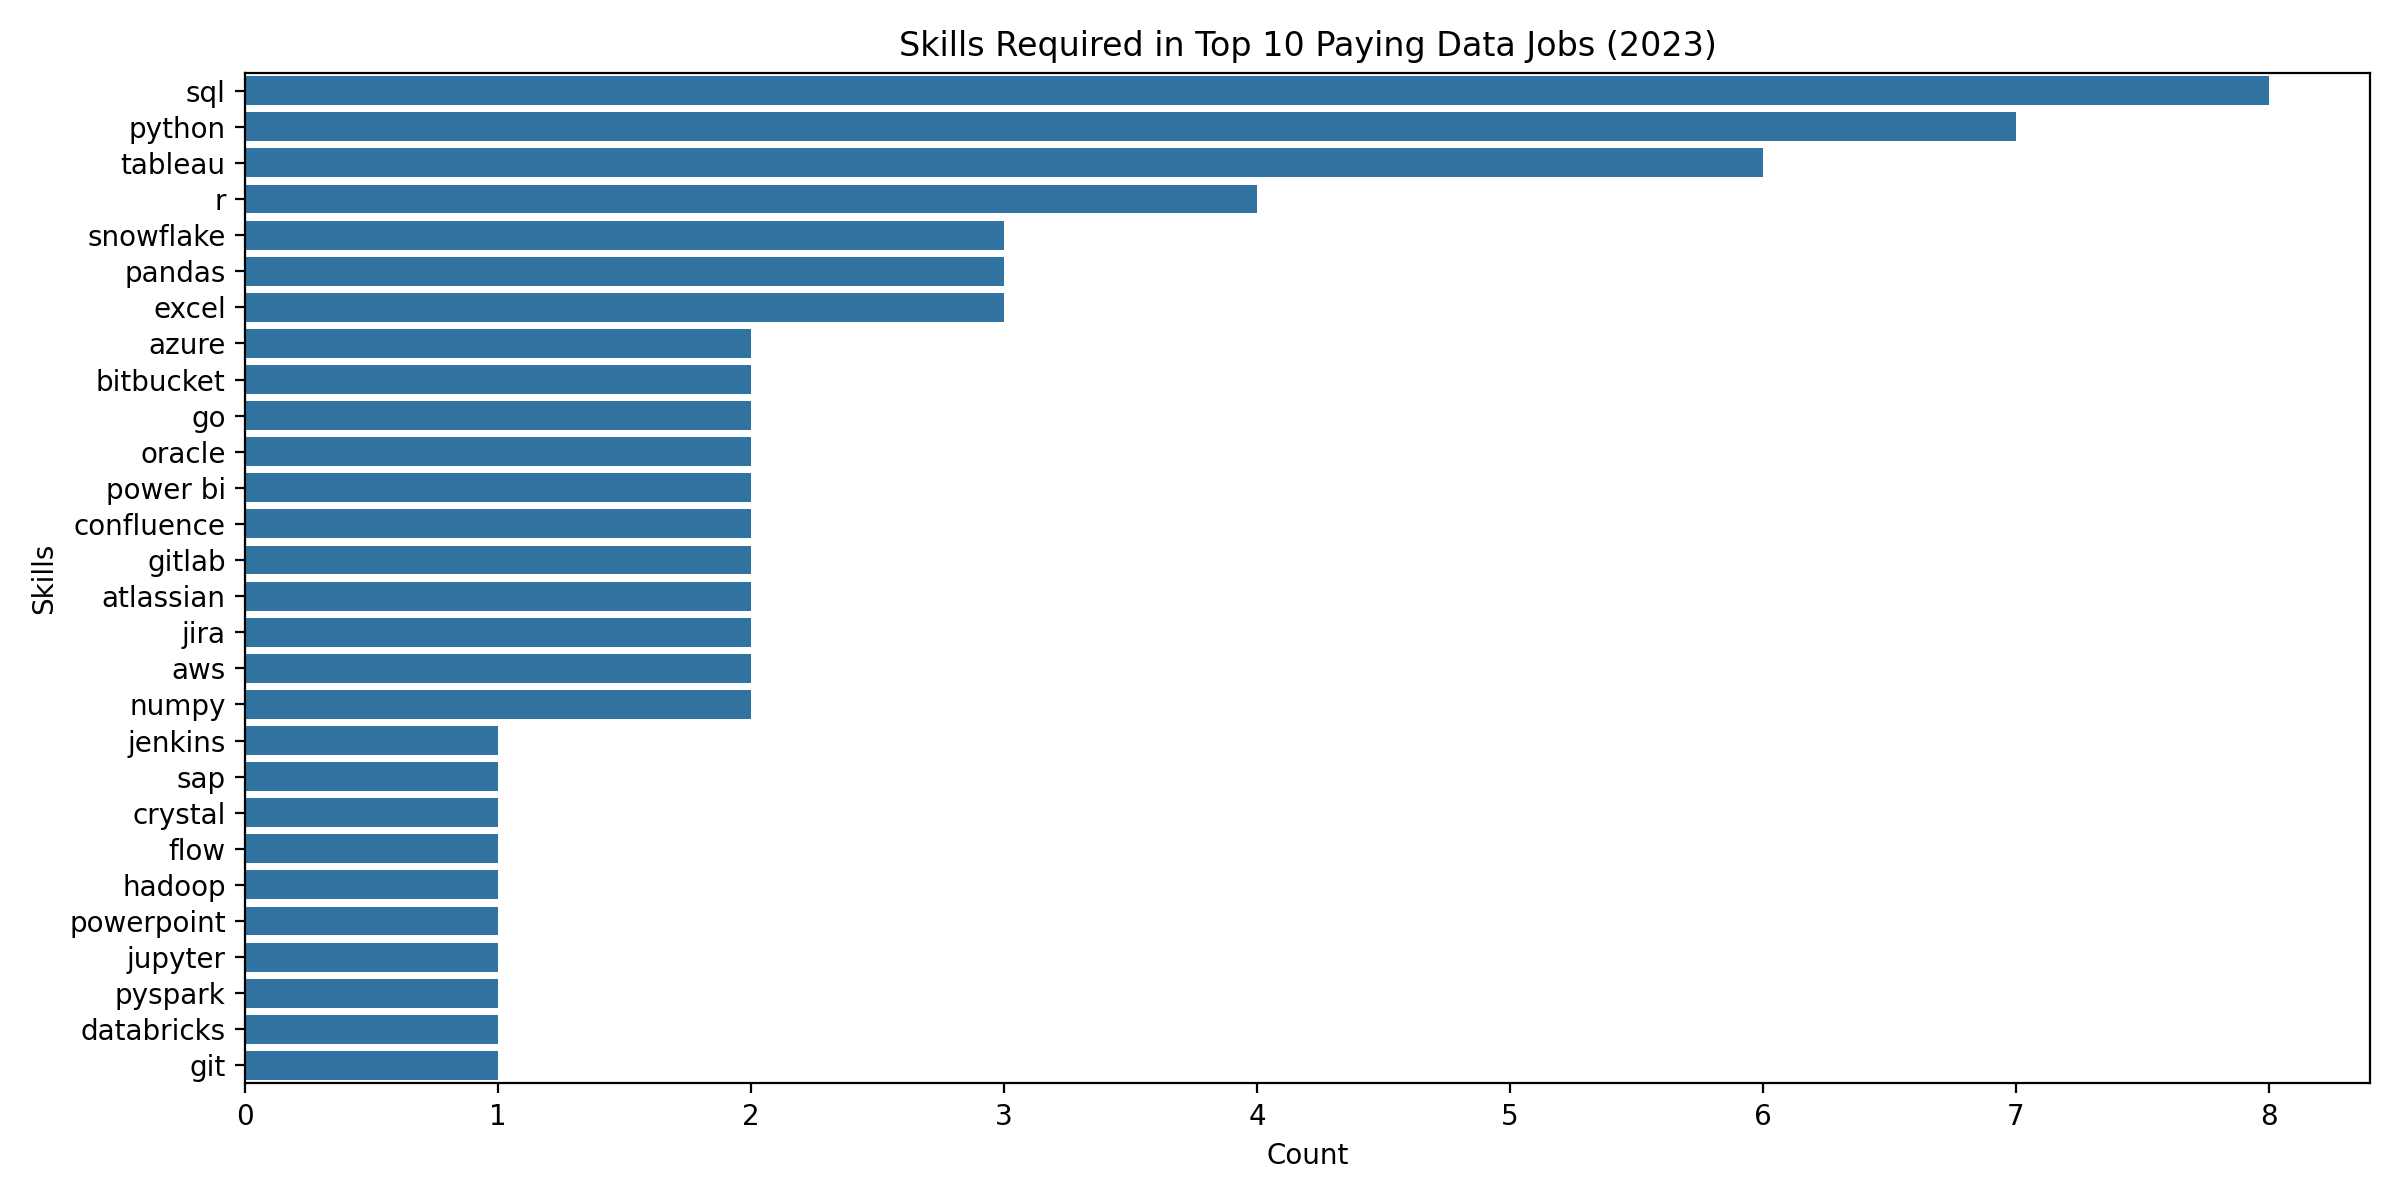 Skills Required in Top 10 Paying Data Jobs (2023)
sql
python
tableau
r
snowflake
pandas
excel
azure
bitbucket
go
oracle
power bi
confluence
gitlab
atlassian
jira
aws
numpy
jenkins
sap
crystal
flow
hadoop
powerpoint
jupyter
pyspark
databricks
git
Skills
0 1 2 3 4 5 6 7 8
Count